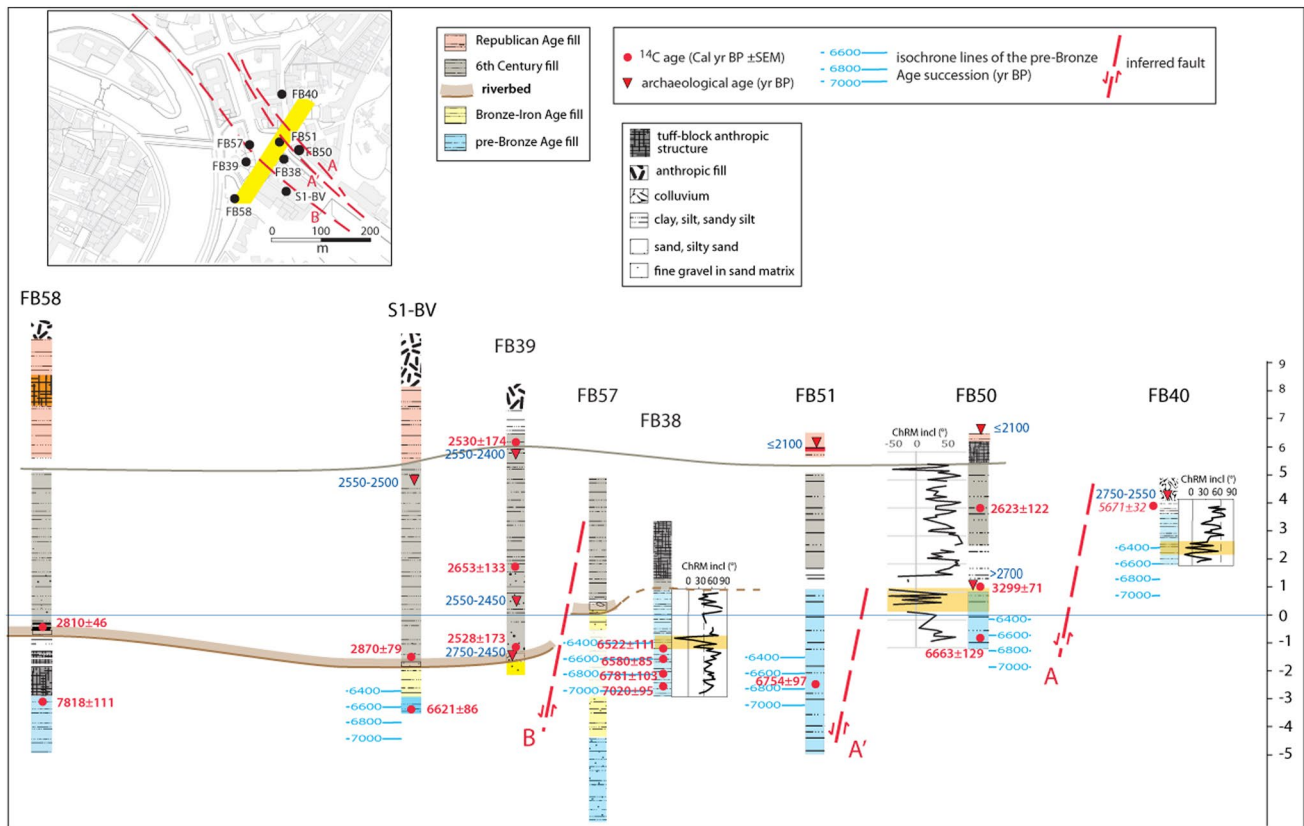 FB40
FB57
FB51
FB50
FB39
FB38
A
A'
S1-BV
B
FB58
0 100 200
m
Republican Age fill
6th Century fill
riverbed
Bronze-Iron Age fill
pre-Bronze Age fill
14C age (Cal yr BP ±SEM)
archaeological age (yr BP)
- 6600
- 6800
- 7000
isochrone lines of the pre-Bronze
Age succession (yr BP)
inferred fault
tuff-block anthropic
structure
anthropic fill
colluvium
clay, silt, sandy silt
sand, silty sand
fine gravel in sand matrix
FB58
2810±46
7818±111
S1-BV
2550-2500
2870±79
-6400
-6600
-6800
-7000
6621±86
FB39
2530±174
2550-2400
2653±133
2550-2450
2528±173
2750-2450
B
FB57
-6400
-6600
-6800
-7000
FB38
ChRM incl (°)
0 30 60 90
6522±111
6580±85
6781±103
7020±95
FB51
≤2100
-6400
-6600
-6800
-7200
6754±97
A'
FB50
ChRM incl (°)
-50 0 50
≤2100
2623±122
>2700
3299±71
-6400
-6600
-6800
-7000
6663±129
A
FB40
2750-2550
5671±32
ChRM incl (°)
0 30 60 90
-6400
-6600
-6800
-7000
9
8
7
6
5
4
3
2
1
0
-1
-2
-3
-4
-5